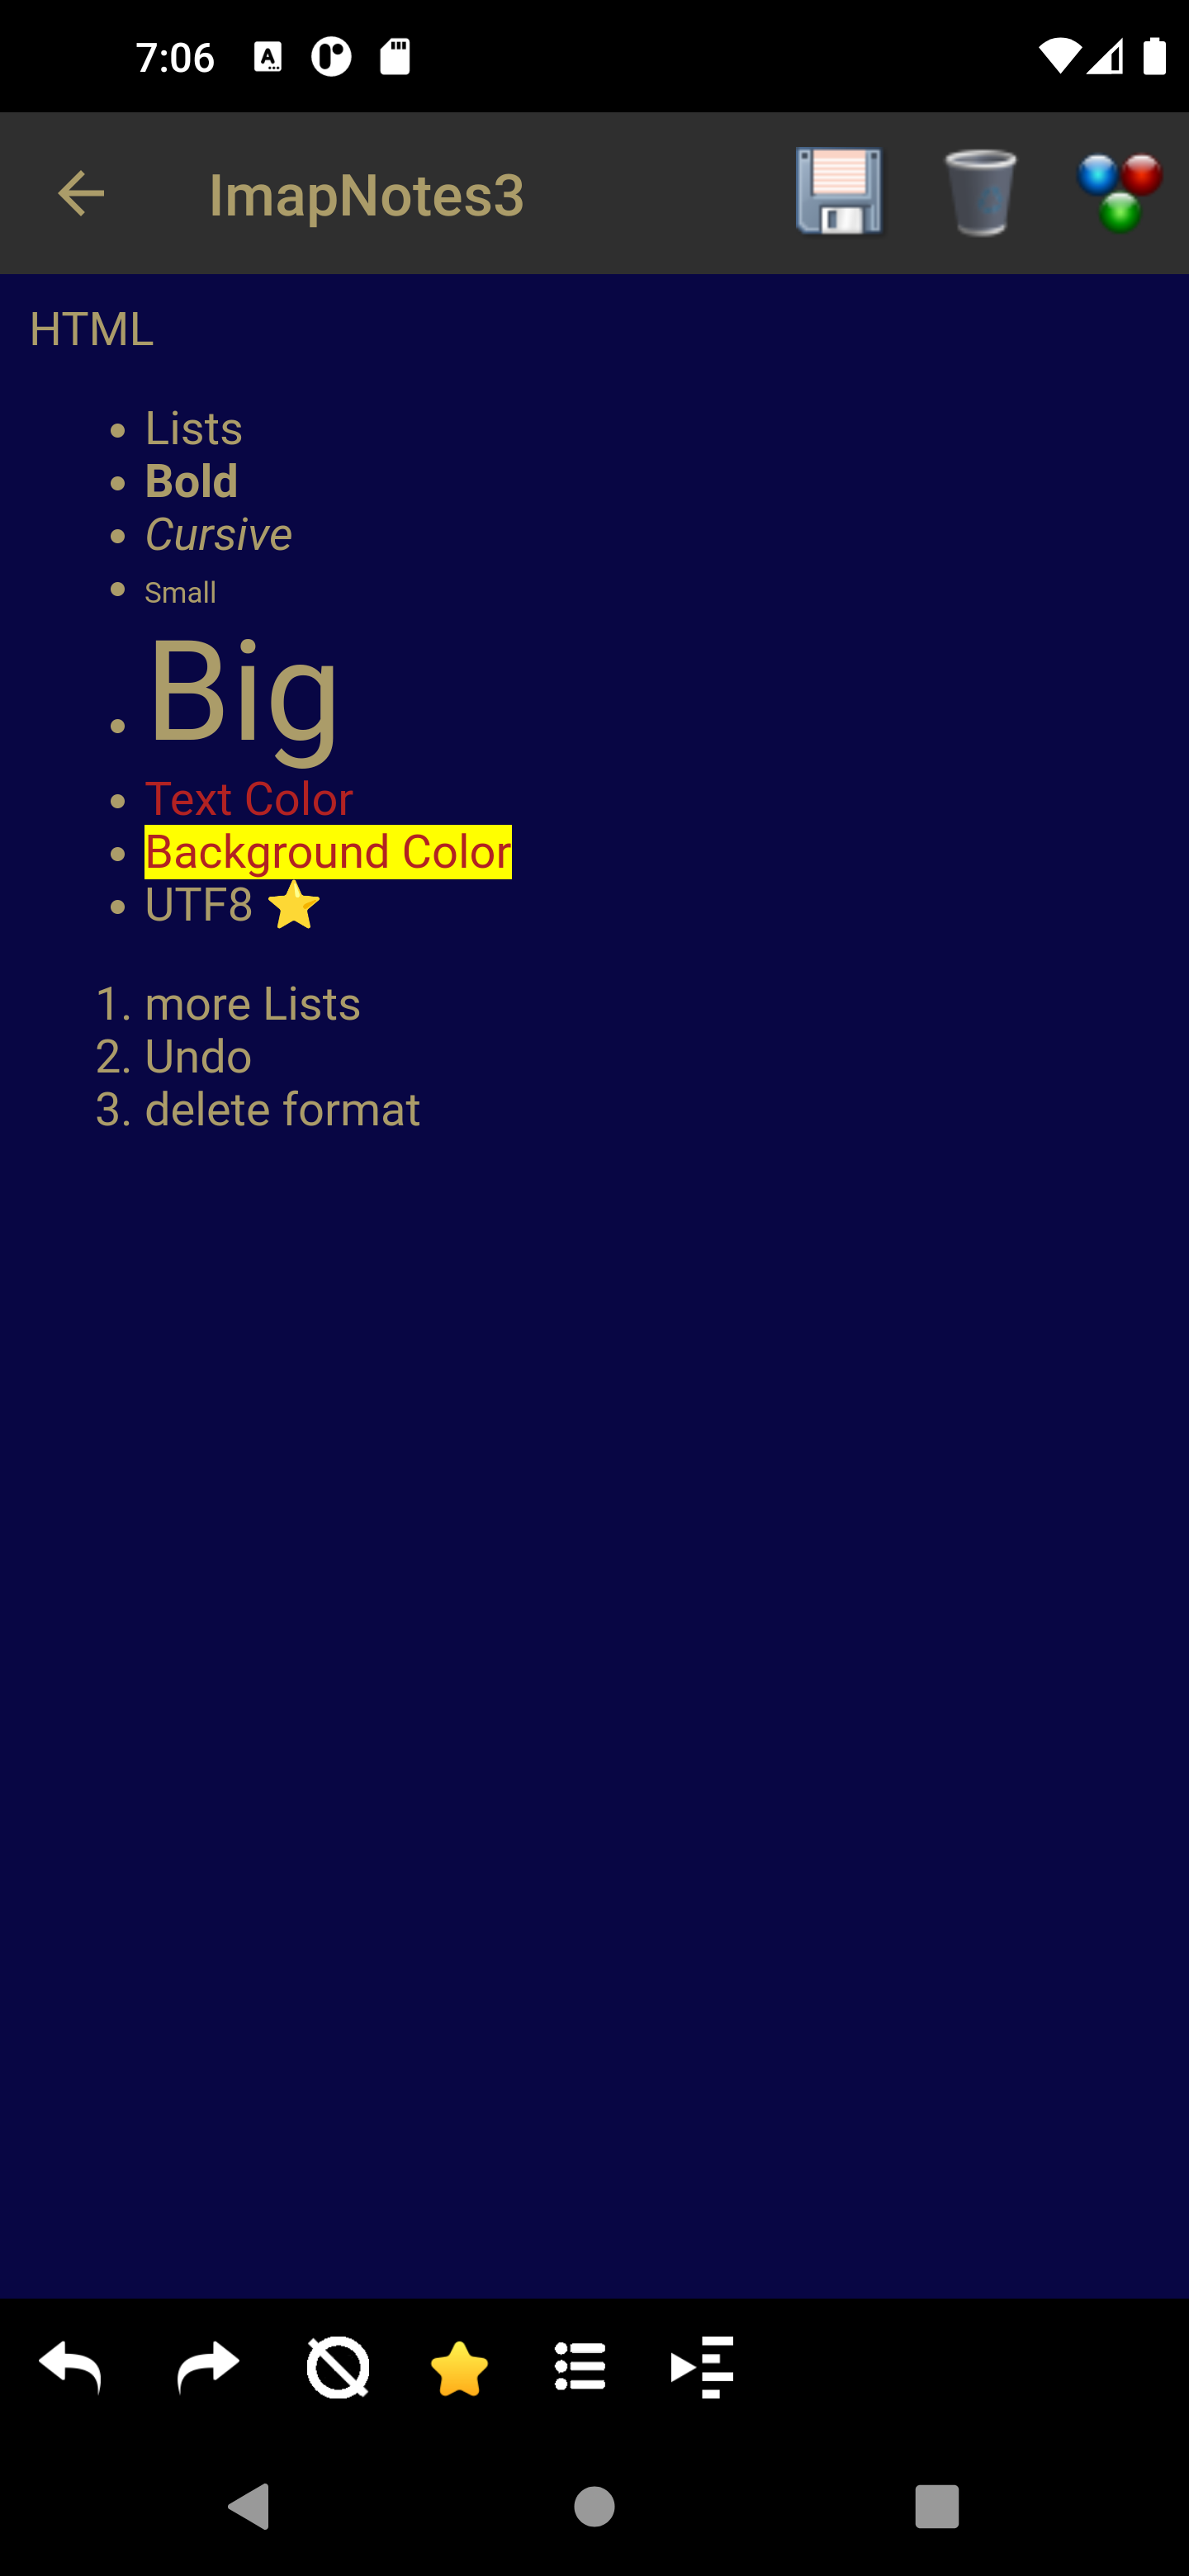 7:06
ImapNotes3
HTML
• Lists
• Bold
• Cursive
• Small
• Big
• Text Color
• Background Color
• UTF8 ⭐
1. more Lists
2. Undo
3. delete format